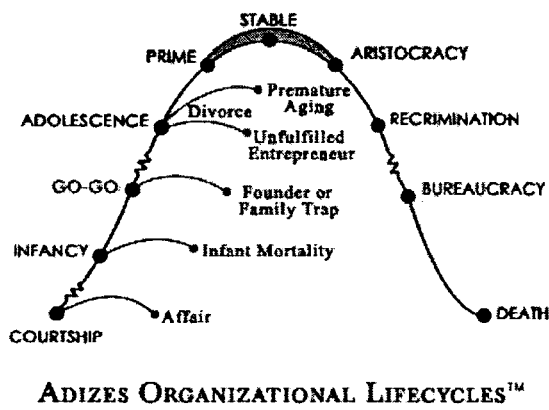 STABLE
PRIME
ARISTOCRACY
Premature
Aging
ADOLESCENCE
Divorce
RECRIMINATION
Unfulfilled
Entrepreneur
GO-GO
Founder or
Family Trap
BUREAUCRACY
INFANCY
Infant Mortality
COURTSHIP
Affair
DEATH
ADIZES ORGANIZATIONAL LIFECYCLES™